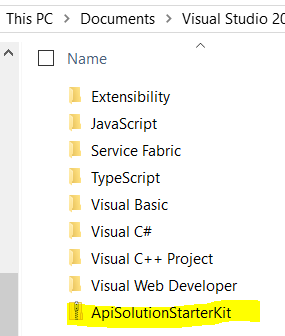 This PC > Documents > Visual Studio 20
Name
Extensibility
JavaScript
Service Fabric
TypeScript
Visual Basic
Visual C#
Visual C++ Project
Visual Web Developer
ApiSolutionStarterKit